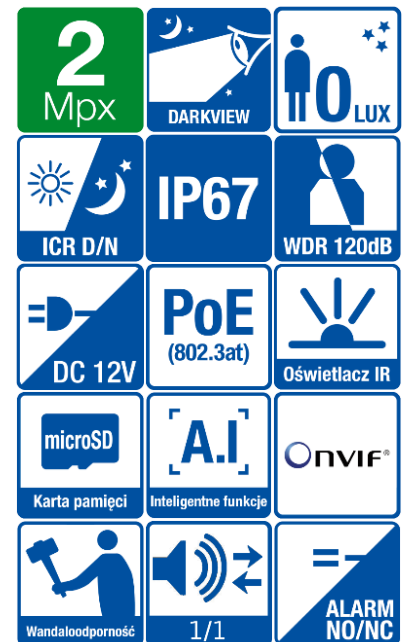 2
Mpx
DARKVIEW
0 LUX
ICR D/N
IP67
WDR 120dB
DC 12V
PoE
(802.3at)
Oświetlacz IR
microSD
Karta pamięci
A.I
Inteligentne funkcje
ONVIF®
Wandaloodporność
1/1
ALARM
NO/NC